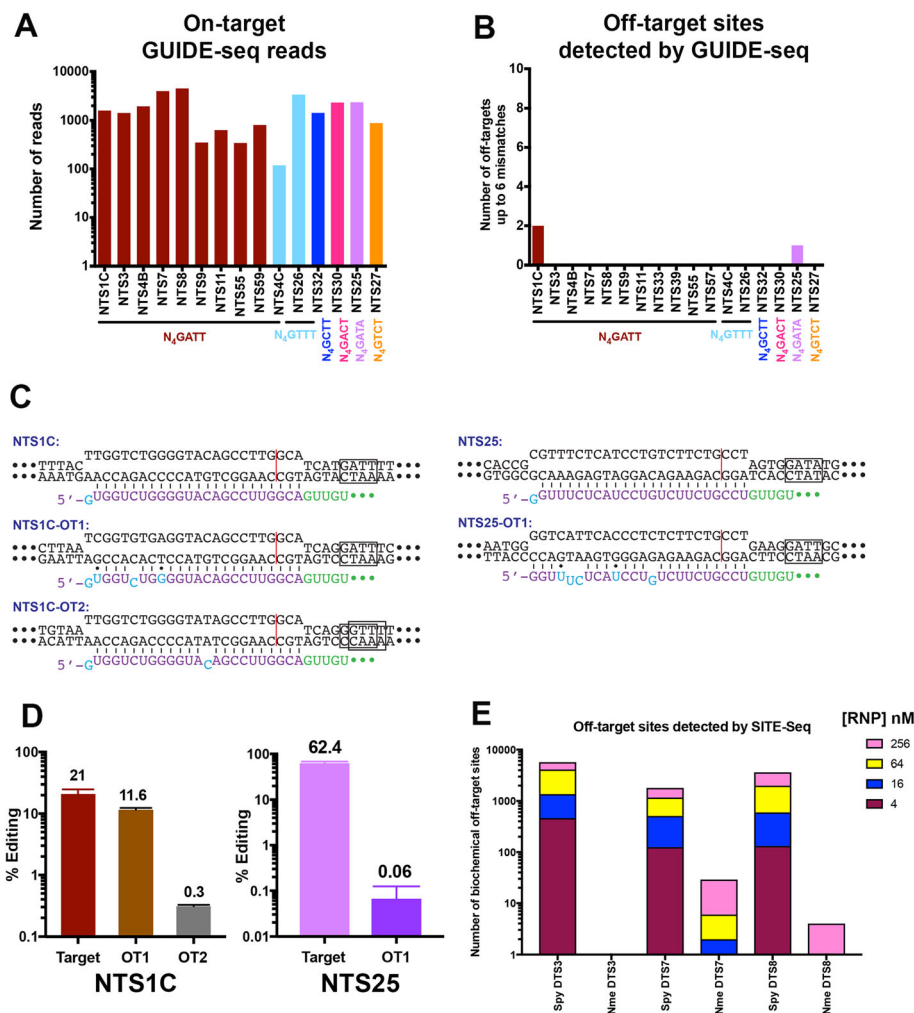 A
On-target
GUIDE-seq reads
Number of reads
10000
1000
100
10
1
NTS1C
NTS3
NTS4B
NTS7
NTS8
NTS9
NTS11
NTS55
NTS59
NTS4C
NTS26
NTS32
NTS30
NTS25
NTS27
N4GATT
N4GTTT
N4GCTT
N4GACT
N4GATA
N4GTCT
B
Off-target sites
detected by GUIDE-seq
Number of off-targets
up to 6 mismatches
10
8
6
4
2
0
NTS1C
NTS3
NTS4B
NTS7
NTS8
NTS9
NTS11
NTS33
NTS39
NTS55
NTS57
NTS4C
NTS26
NTS32
NTS30
NTS25
NTS27
N4GATT
N4GTTT
N4GCTT
N4GACT
N4GATA
N4GTCT
C
NTS1C:
TTGGTCTGGGGTACAGCCTTGGCA
TTTAC TCATGATTTT
AAATGAACCAGACCCCATGTCGGAACCGTAGTACTAAAA
5'-GUGGUCUGGGGUACAGCCUUGGCAGUUGU
NTS1C-OT1:
TCGGTGTGAGGTACAGCCTTGGCA
CTTAA TCAGGATTTC
GAATTAGCCACACTCCATGTCGGAACCGTAGTCCTAAAG
5'-GUGGUCUGGGGUACAGCCUUGGCAGUUGU
NTS1C-OT2:
TTGGTCTGGGGTATAGCCTTGGCA
TGTAA TCAGGGTTTT
ACATTAACCAGACCCCATATCGGAACCGTAGTCCCAAAA
5'-GUGGUCUGGGGUACAGCCUUGGCAGUUGU
NTS25:
CGTTTCTCATCCTGTCTTCTGCCT
CACCG AGTGGATATG
GTGGCGCAAAGAGTAGGACAGAAGACGGATCACCTATAC
5'-GGUUUCUCAUCCUGUCUUCUGCCUGUUGU
NTS25-OT1:
GGTCATTCACCCTCTCTTCTGCCT
AATGG GAAGGATTGC
TTACCCCAGTAAGTGGGAGAGAAGACGGACTTCCTAACG
5'-GGUUUCUCAUCCUGUCUUCUGCCUGUUGU
D
% Editing
100
10
1
0.1
21
11.6
0.3
Target
OT1
OT2
NTS1C
% Editing
100
10
1
0.1
0.01
62.4
0.06
Target
OT1
NTS25
E
Off-target sites detected by SITE-Seq
Number of biochemical off-target sites
10000
1000
100
10
1
Spy DTS3
Nme DTS3
Spy DTS7
Nme DTS7
Spy DTS8
Nme DTS8
[RNP] nM
256
64
16
4